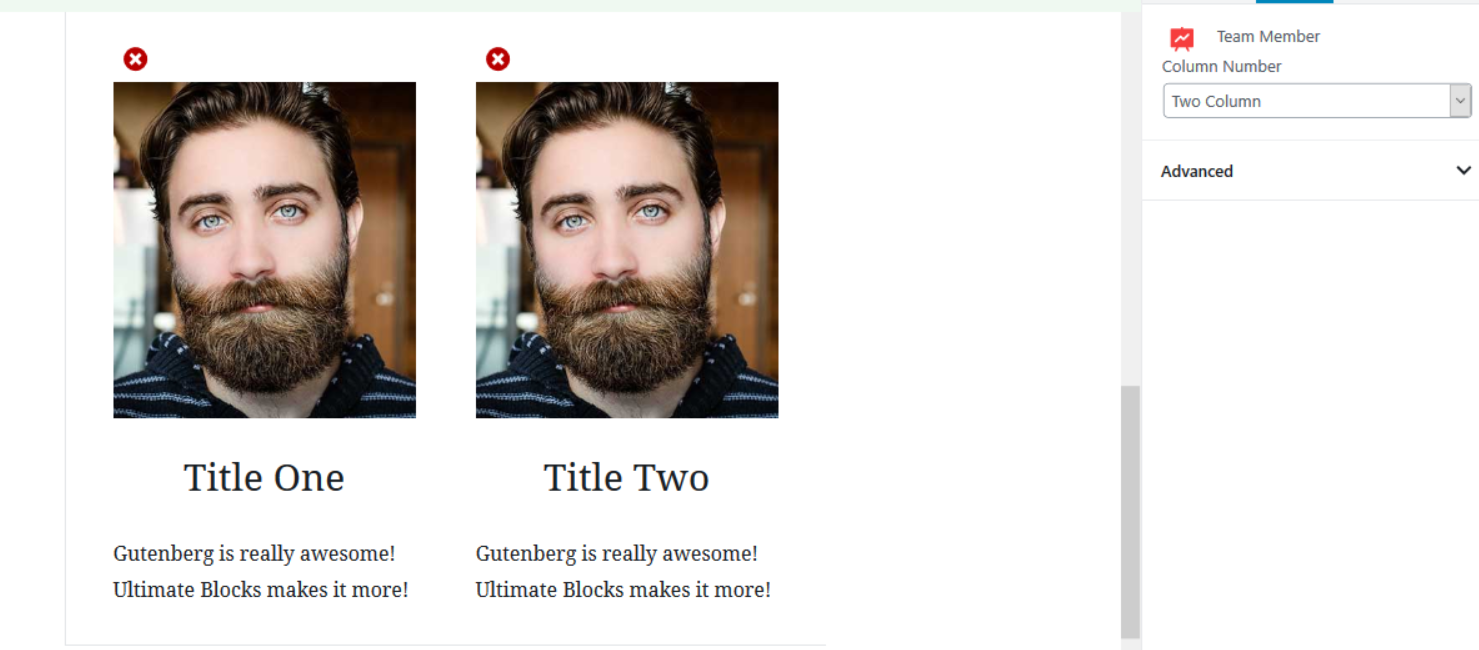 Team Member
Column Number
Two Column
Advanced
Title One
Gutenberg is really awesome!
Ultimate Blocks makes it more!
Title Two
Gutenberg is really awesome!
Ultimate Blocks makes it more!